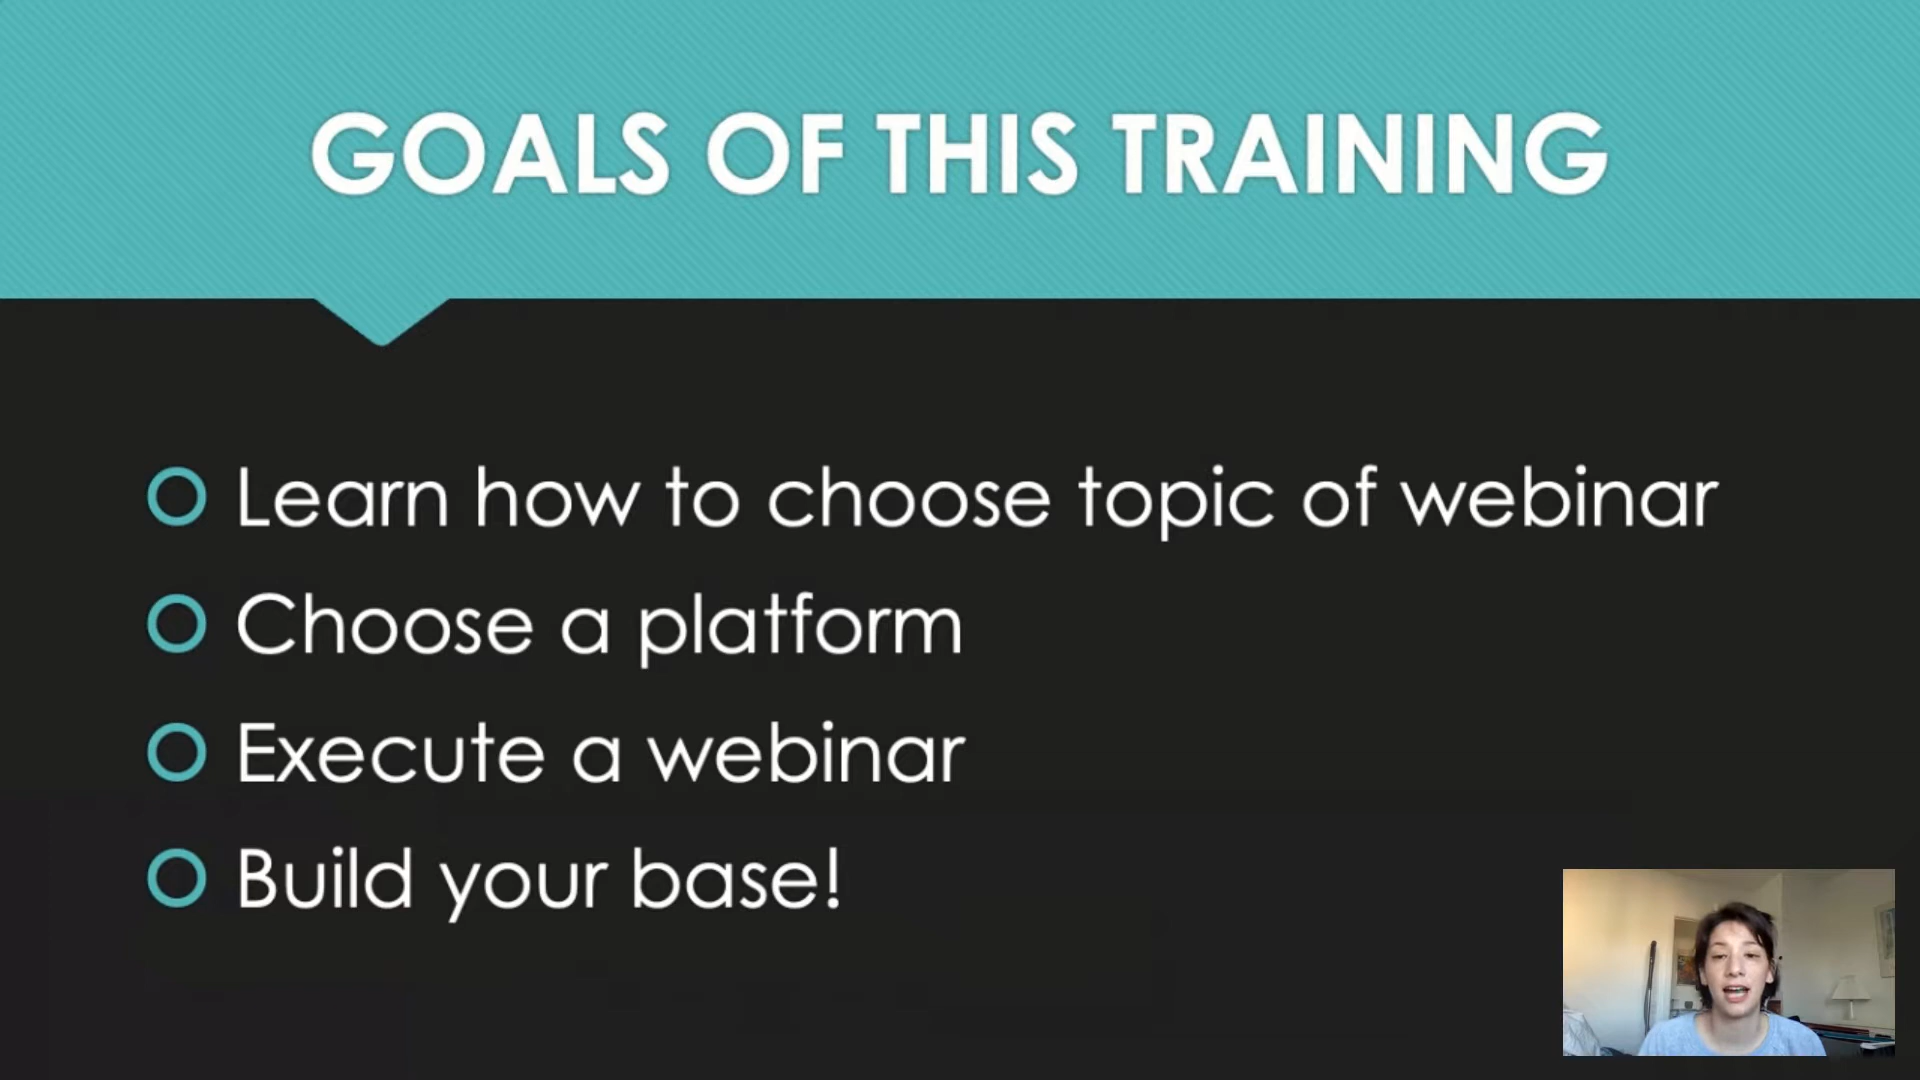 GOALS OF THIS TRAINING
Learn how to choose topic of webinar
Choose a platform
Execute a webinar
Build your base!